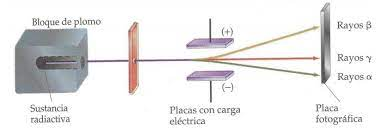 Bloque de plomo
(+)
Rayos β
Rayos γ
Rayos α
(−)
Sustancia
radiactiva
Placas con carga
eléctrica
Placa
fotográfica